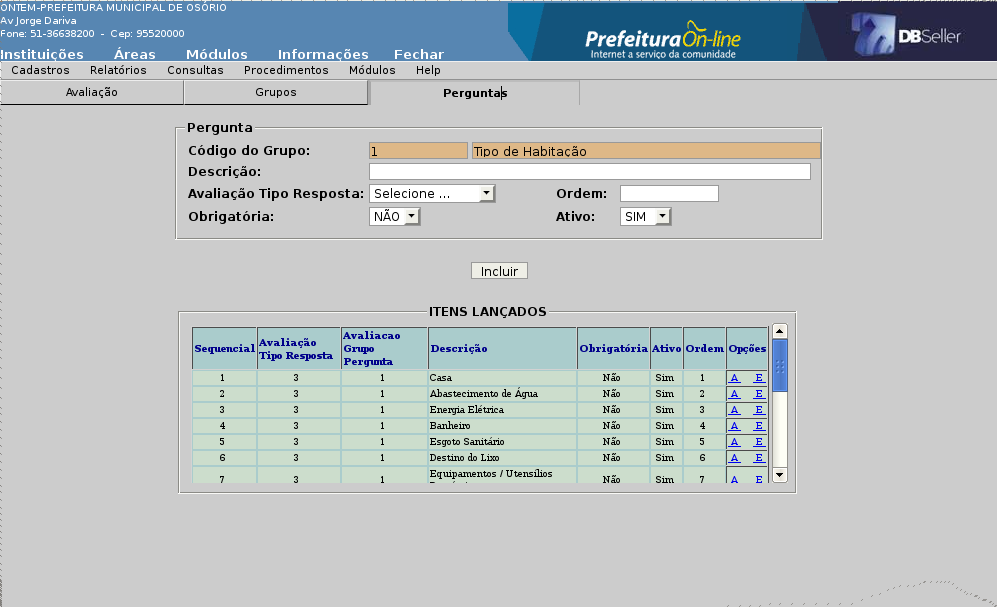 ONTEM-PREFEITURA MUNICIPAL DE OSÓRIO
Av Jorge Dariva
Fone: 51-36638200 - Cep: 95520000
Instituições Áreas Módulos Informações Fechar
PrefeituraOn-line
Internet a serviço da comunidade
DBSeller
Cadastros Relatórios Consultas Procedimentos Módulos Help
Avaliação Grupos Perguntas
Pergunta
Código do Grupo: 1 Tipo de Habitação
Descrição:
Avaliação Tipo Resposta: Selecione ... Ordem:
Obrigatória: NÃO Ativo: SIM
Incluir
ITENS LANÇADOS
Sequencial Avaliação Tipo Resposta Avaliacao Grupo Pergunta Descrição Obrigatória Ativo Ordem Opções
1 3 1 Casa Não Sim 1 A E
2 3 1 Abastecimento de Água Não Sim 2 A E
3 3 1 Energia Elétrica Não Sim 3 A E
4 3 1 Banheiro Não Sim 4 A E
5 3 1 Esgoto Sanitário Não Sim 5 A E
6 3 1 Destino do Lixo Não Sim 6 A E
7 3 1 Equipamentos / Utensílios Não Sim 7 A E